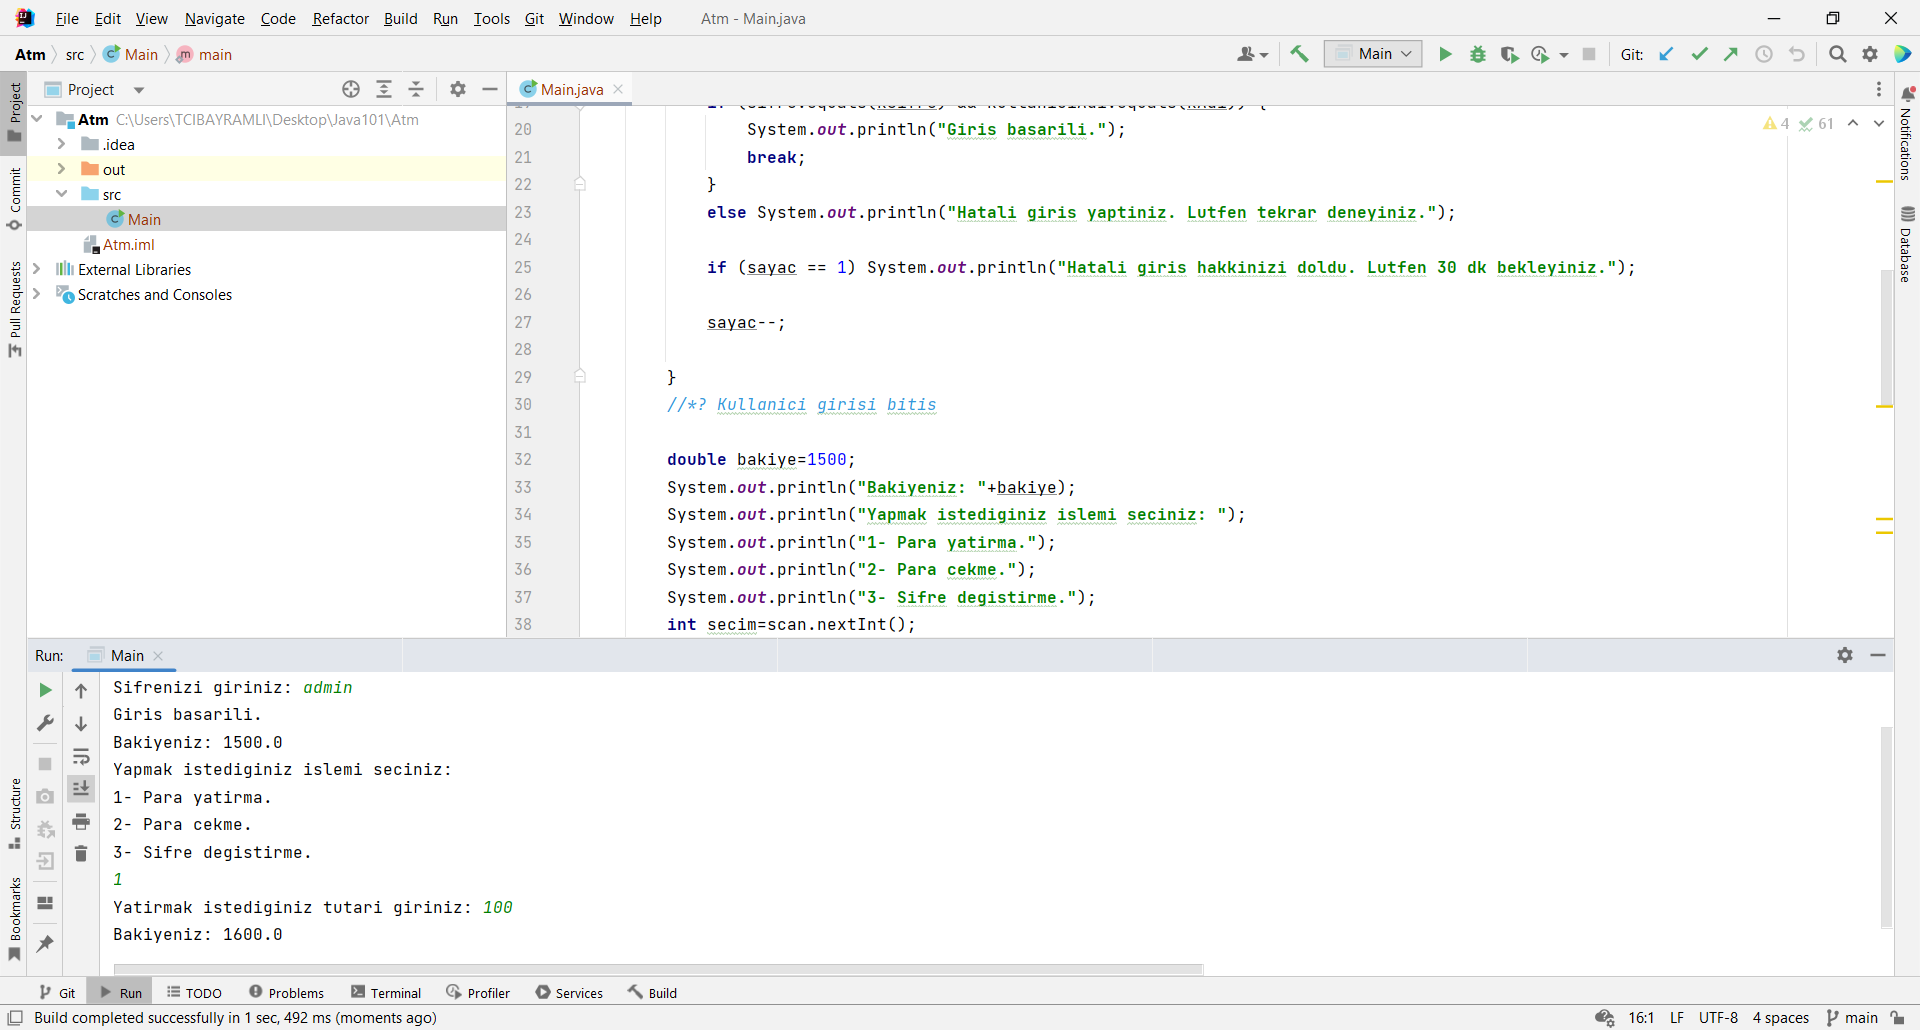 File Edit View Navigate Code Refactor Build Run Tools Git Window Help Atm - Main.java
Atm src Main main
Main Git:
Project
Atm C:\Users\TCIBAYRAMLI\Desktop\Java101\Atm
.idea
out
src
Main
Atm.iml
External Libraries
Scratches and Consoles
Project
Commit
Pull Requests
Structure
Bookmarks
Notifications
Database
Main.java
4 61
20 System.out.println("Giris basarili.");
21 break;
22 }
23 else System.out.println("Hatali giris yaptiniz. Lutfen tekrar deneyiniz.");
24
25 if (sayac == 1) System.out.println("Hatali giris hakkinizi doldu. Lutfen 30 dk bekleyiniz.");
26
27 sayac--;
28
29 }
30 //*? Kullanici girisi bitis
31
32 double bakiye=1500;
33 System.out.println("Bakiyeniz: "+bakiye);
34 System.out.println("Yapmak istediginiz islemi seciniz: ");
35 System.out.println("1- Para yatirma.");
36 System.out.println("2- Para cekme.");
37 System.out.println("3- Sifre degistirme.");
38 int secim=scan.nextInt();
Run: Main
Sifrenizi giriniz: admin
Giris basarili.
Bakiyeniz: 1500.0
Yapmak istediginiz islemi seciniz:
1- Para yatirma.
2- Para cekme.
3- Sifre degistirme.
1
Yatirmak istediginiz tutari giriniz: 100
Bakiyeniz: 1600.0
Git Run TODO Problems Terminal Profiler Services Build
Build completed successfully in 1 sec, 492 ms (moments ago) 16:1 LF UTF-8 4 spaces main